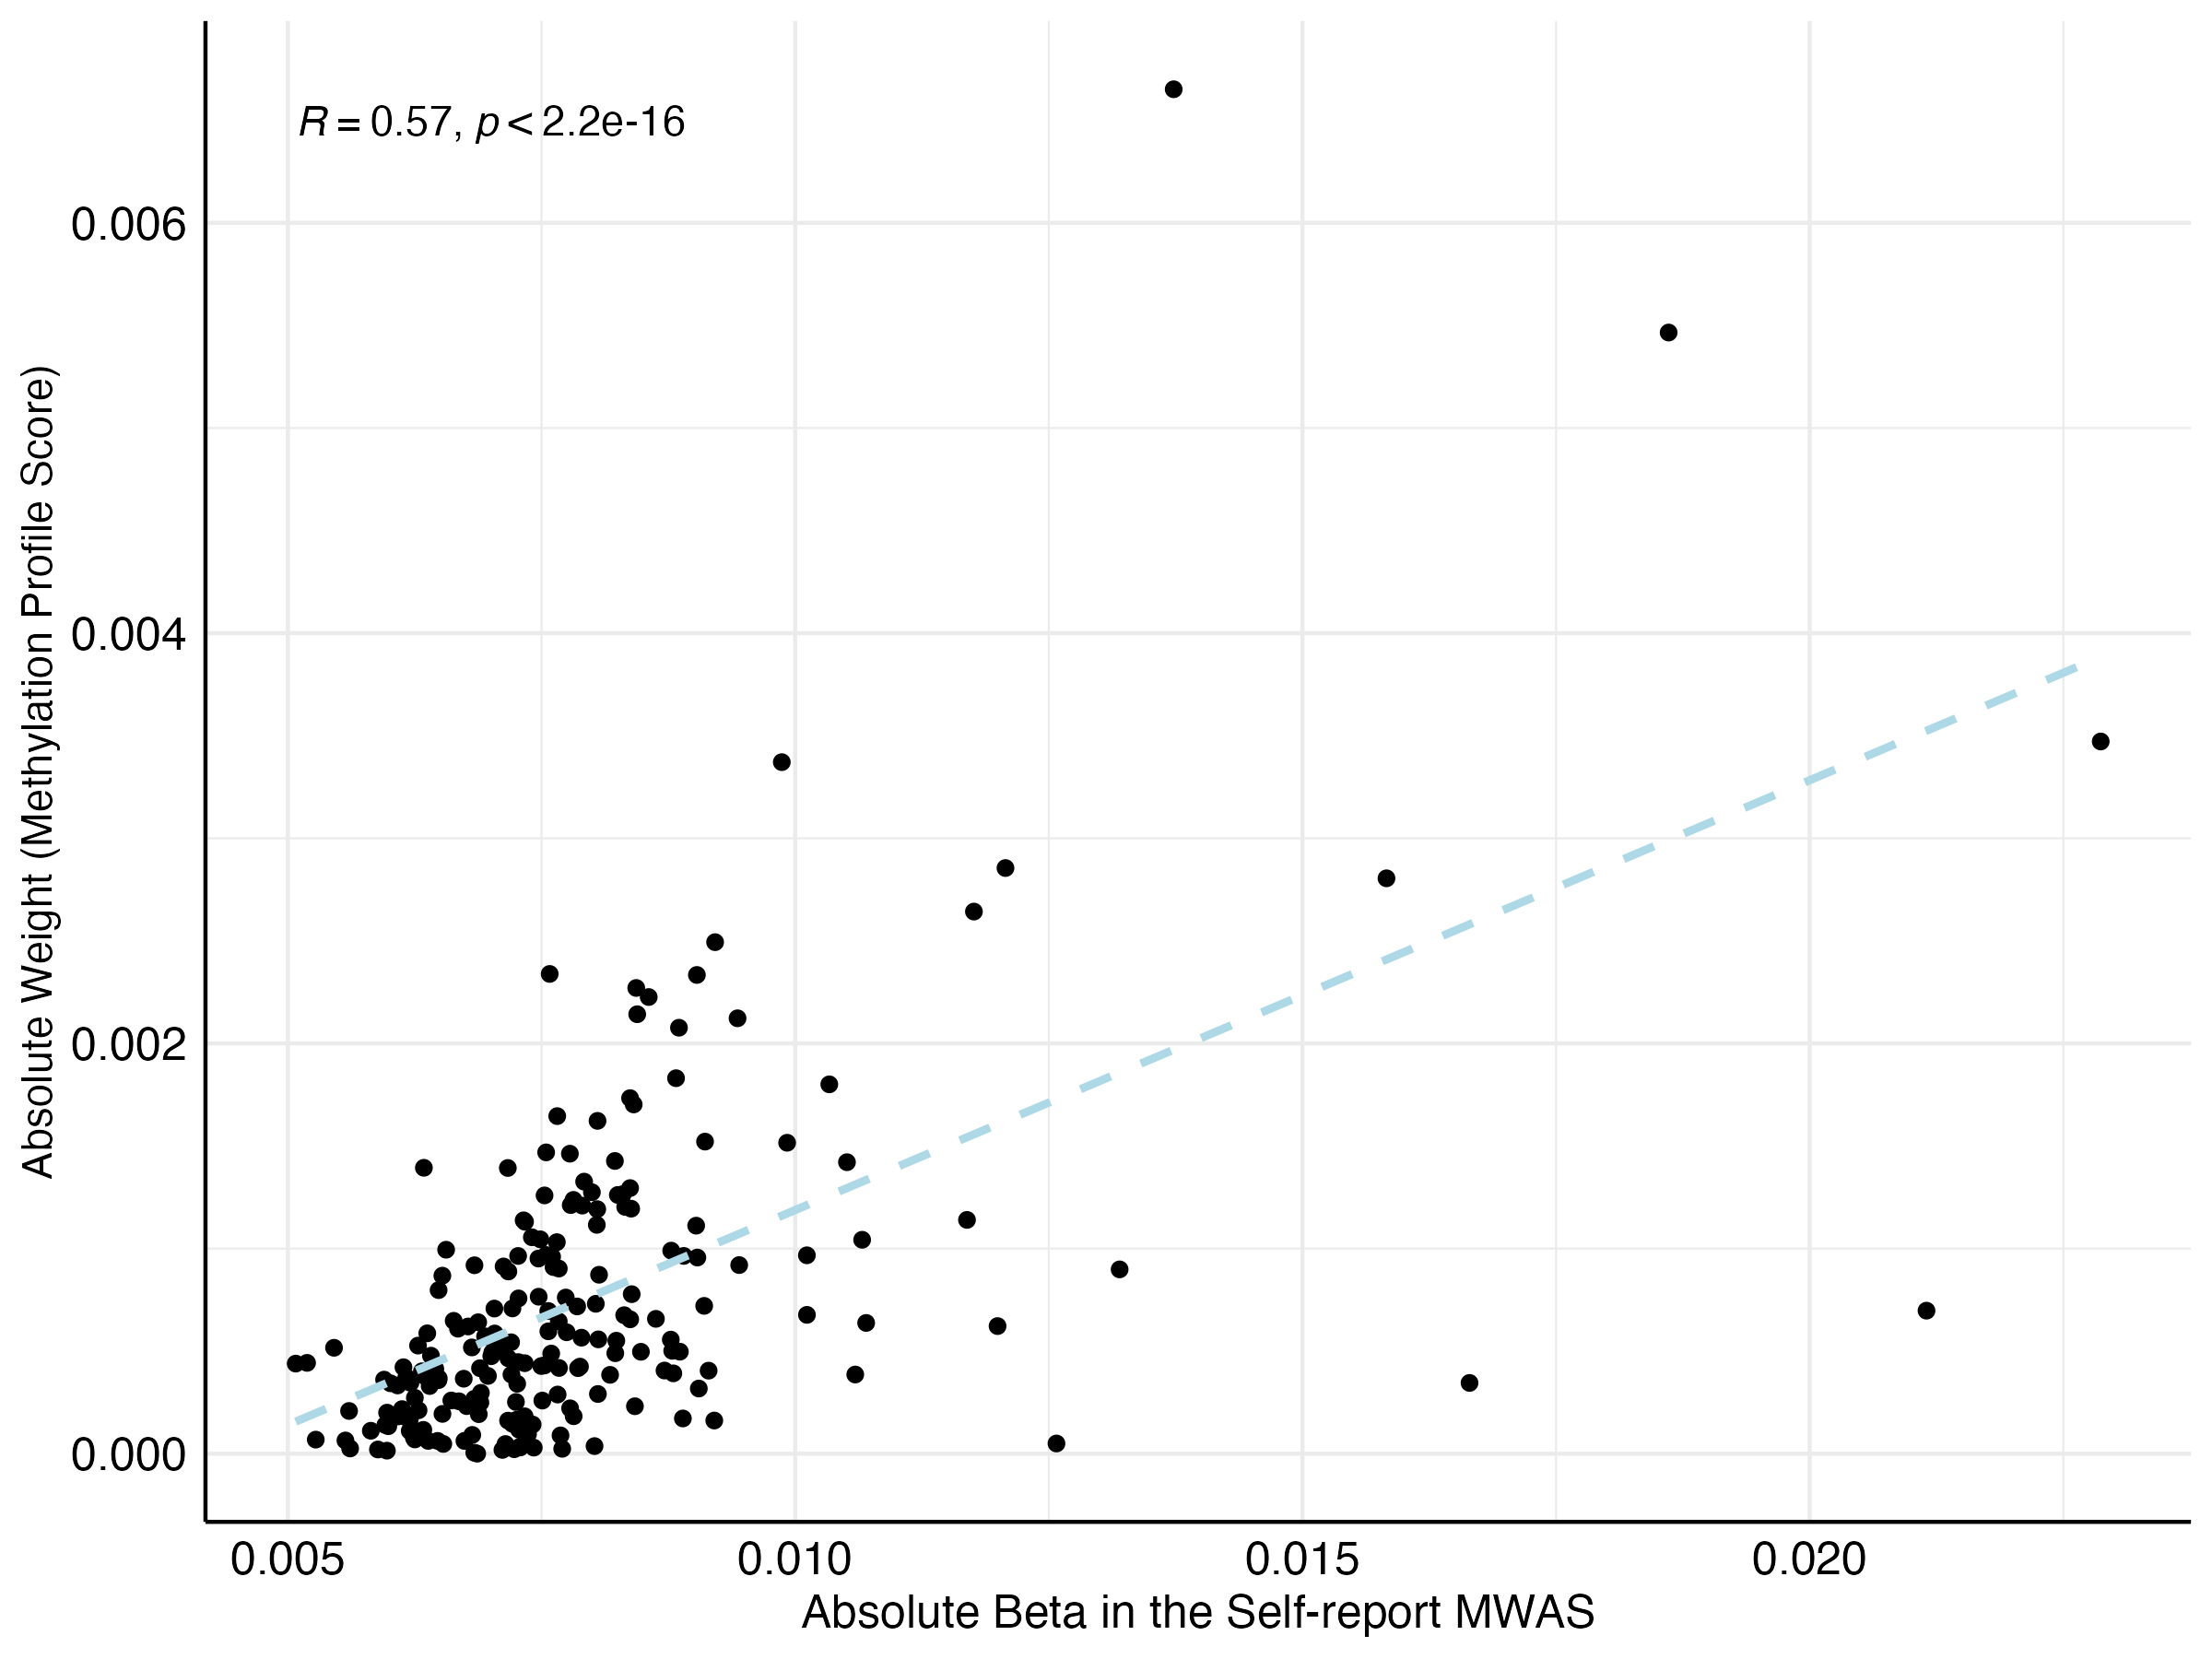 R = 0.57, p < 2.2e-16
0.006
0.004
0.002
0.000
Absolute Weight (Methylation Profile Score)
0.005 0.010 0.015 0.020
Absolute Beta in the Self-report MWAS